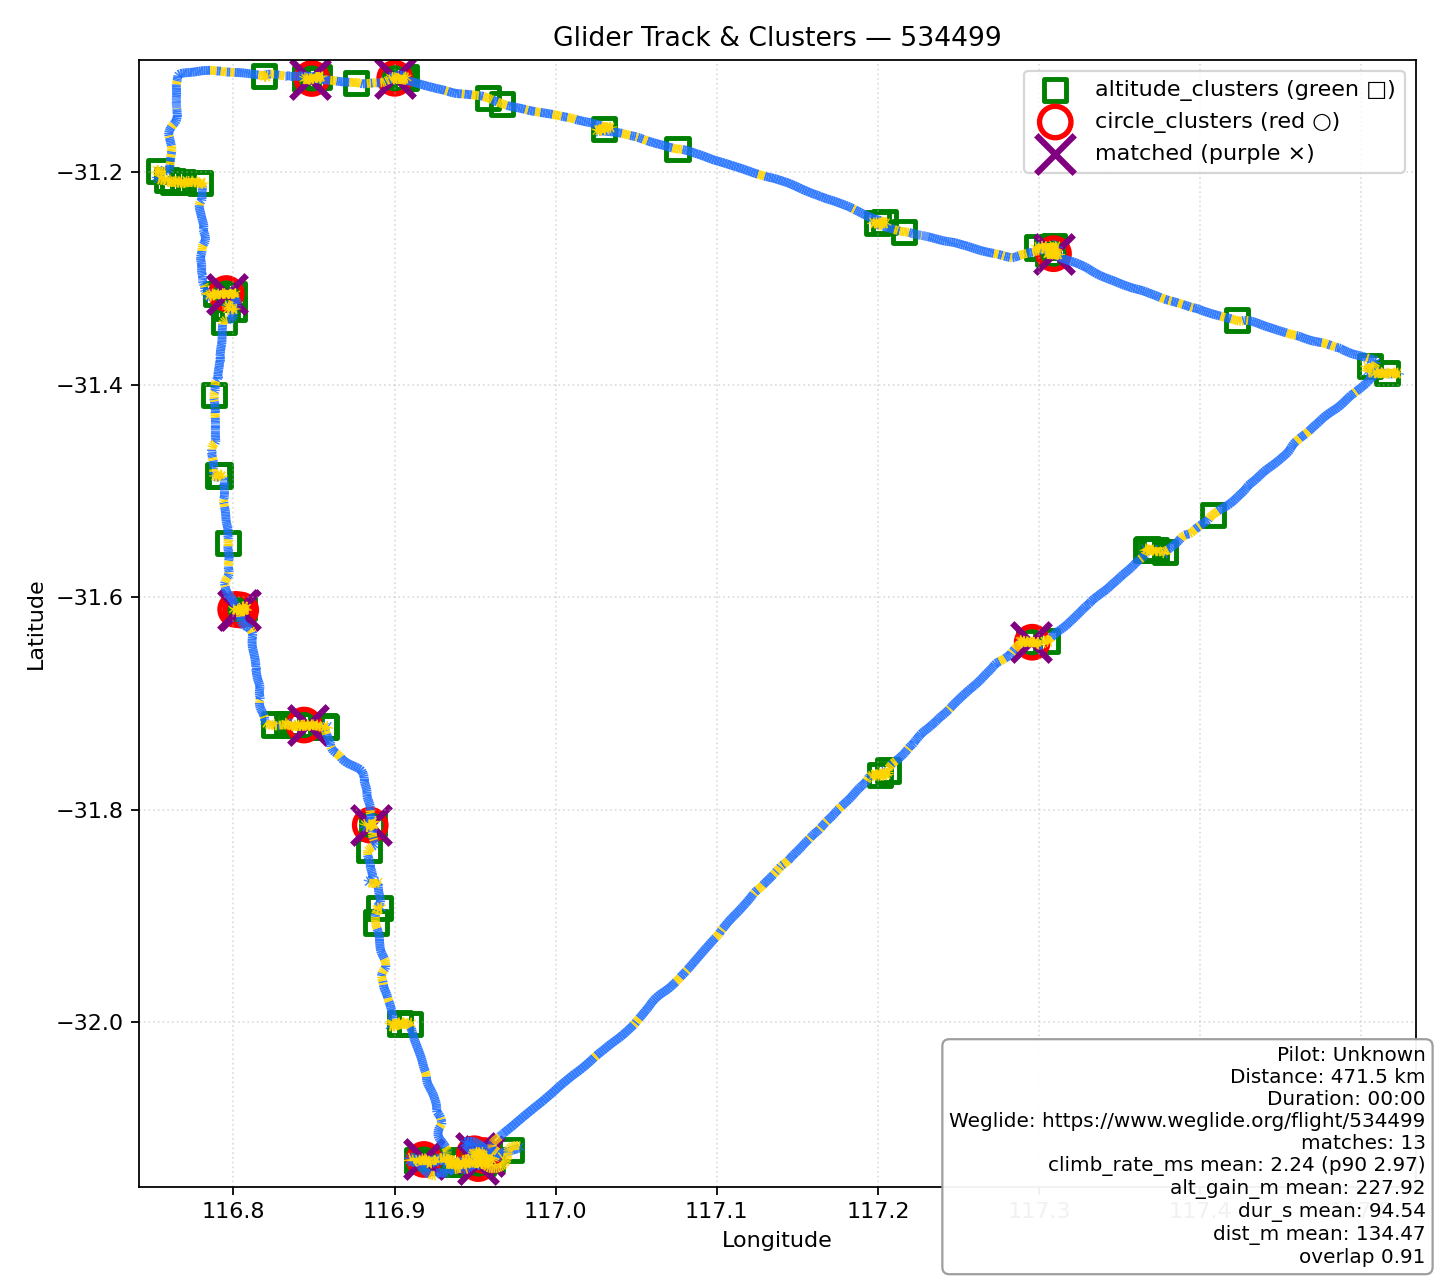 Glider Track & Clusters — 534499
altitude_clusters (green □)
circle_clusters (red ○)
matched (purple ×)
Latitude
−31.2
−31.4
−31.6
−31.8
−32.0
116.8
116.9
117.0
117.1
117.2
117.3
117.4
Longitude
Pilot: Unknown
Distance: 471.5 km
Duration: 00:00
Weglide: https://www.weglide.org/flight/534499
matches: 13
climb_rate_ms mean: 2.24 (p90 2.97)
alt_gain_m mean: 227.92
dur_s mean: 94.54
dist_m mean: 134.47
overlap 0.91